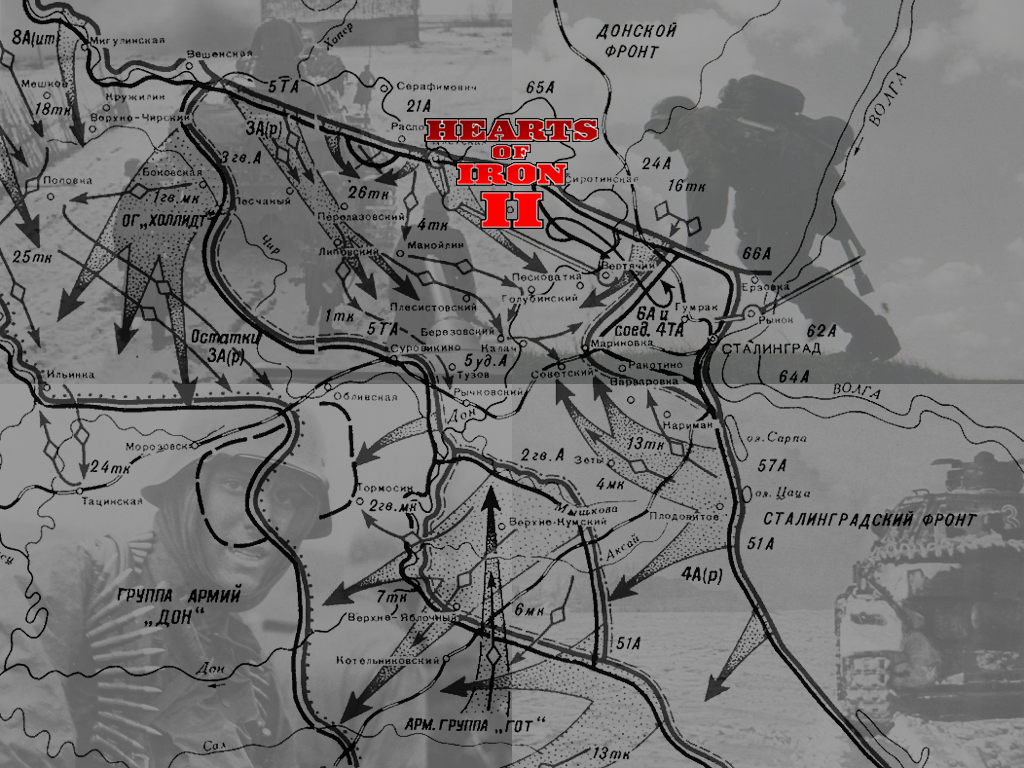 ДОНСКОЙ
ФРОНТ
8А(ит
Мигулинская
Вешенская
Хопер
ВОЛГА
Мешков
18тк
Кружилин
Верхне-Чирский
5ТА
Серафимович
21А
65А
HEARTS
OF
IRON
II
3А(р)
3гв.А
24А
16тк
Поповка
Боковская
1гв.мк
ОГ„ХОЛЛИДТ"
Песчаный
26тк
Перелазовский
4тк
25тк
Чир
Липовский
Манойлин
Песковатка
Вертячий
66А
Ерзовка
Плесистовский
Голубинский
Гумрак
Рынок
62А
Остатки
3А(р)
1тк
5ТА
Березовский
Калач
6А и
соед. 4ТА
Мариновка
СТАЛИНГРАД
Суровикино
5уд.А
Тузов
Советский
Ракотино
Варваровка
64А
Ильинка
Обливская
Рычковский
Дон
ВОЛГА
Нариман
Морозовск
оз.Сарпа
24тк
Тацинская
Тормосин
2гв.мк
2гв.А
Зеты
13тк
4мк
57А
оз.Цаца
Мышкова
Верхне-Кумский
Плодовитое
СТАЛИНГРАДСКИЙ ФРОНТ
Аксай
51А
4А(р)
ГРУППА АРМИЙ
„ДОН"
7тк
6мк
Верхне-Яблочный
51А
Котельниковский
Дон
АРМ.ГРУППА „ГОТ"
Сал
13тк